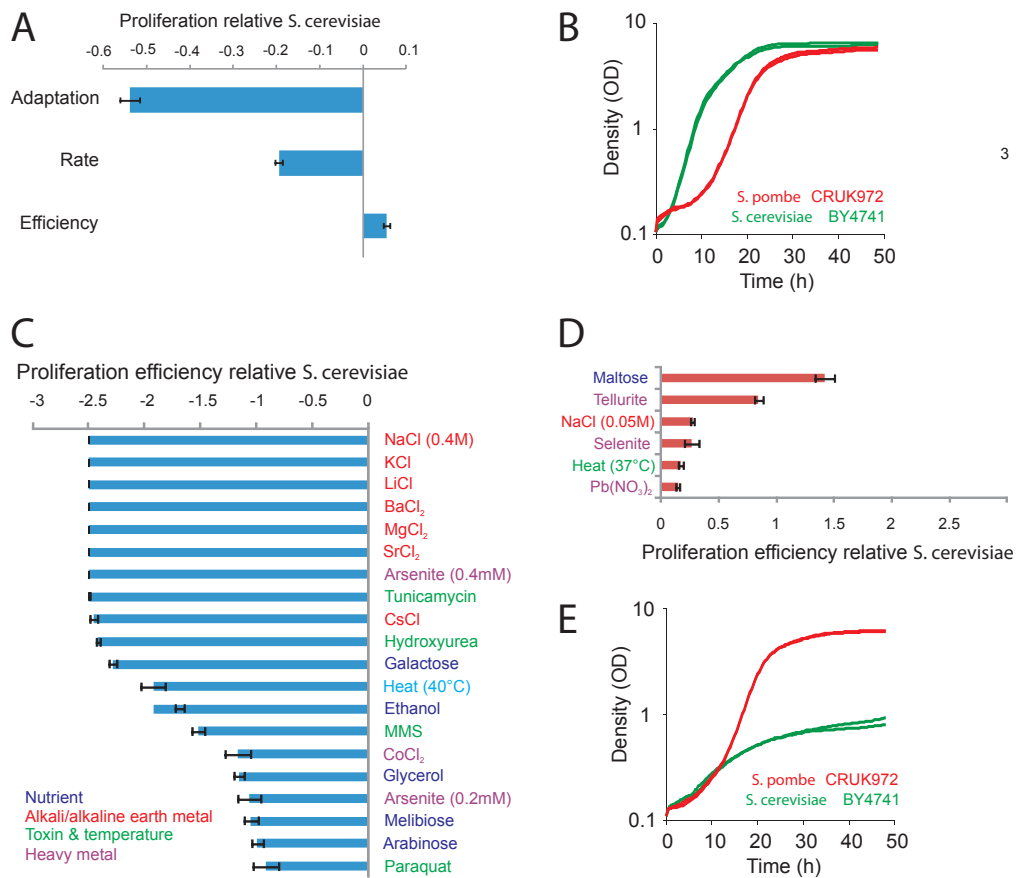 A
Proliferation relative S. cerevisiae
-0.6 -0.5 -0.4 -0.3 -0.2 -0.1 0 0.1
Adaptation
Rate
Efficiency
B
10
1
0.1
Density (OD)
S. pombe CRUK972
S. cerevisiae BY4741
0 10 20 30 40 50
Time (h)
3
C
Proliferation efficiency relative S. cerevisiae
-3 -2.5 -2 -1.5 -1 -0.5 0
NaCl (0.4M)
KCl
LiCl
BaCl₂
MgCl₂
SrCl₂
Arsenite (0.4mM)
Tunicamycin
CsCl
Hydroxyurea
Galactose
Heat (40°C)
Ethanol
MMS
CoCl₂
Glycerol
Arsenite (0.2mM)
Melibiose
Arabinose
Paraquat
Nutrient
Alkali/alkaline earth metal
Toxin & temperature
Heavy metal
D
Maltose
Tellurite
NaCl (0.05M)
Selenite
Heat (37°C)
Pb(NO₃)₂
0 0.5 1 1.5 2 2.5
Proliferation efficiency relative S. cerevisiae
E
10
1
0.1
Density (OD)
S. pombe CRUK972
S. cerevisiae BY4741
0 10 20 30 40 50
Time (h)